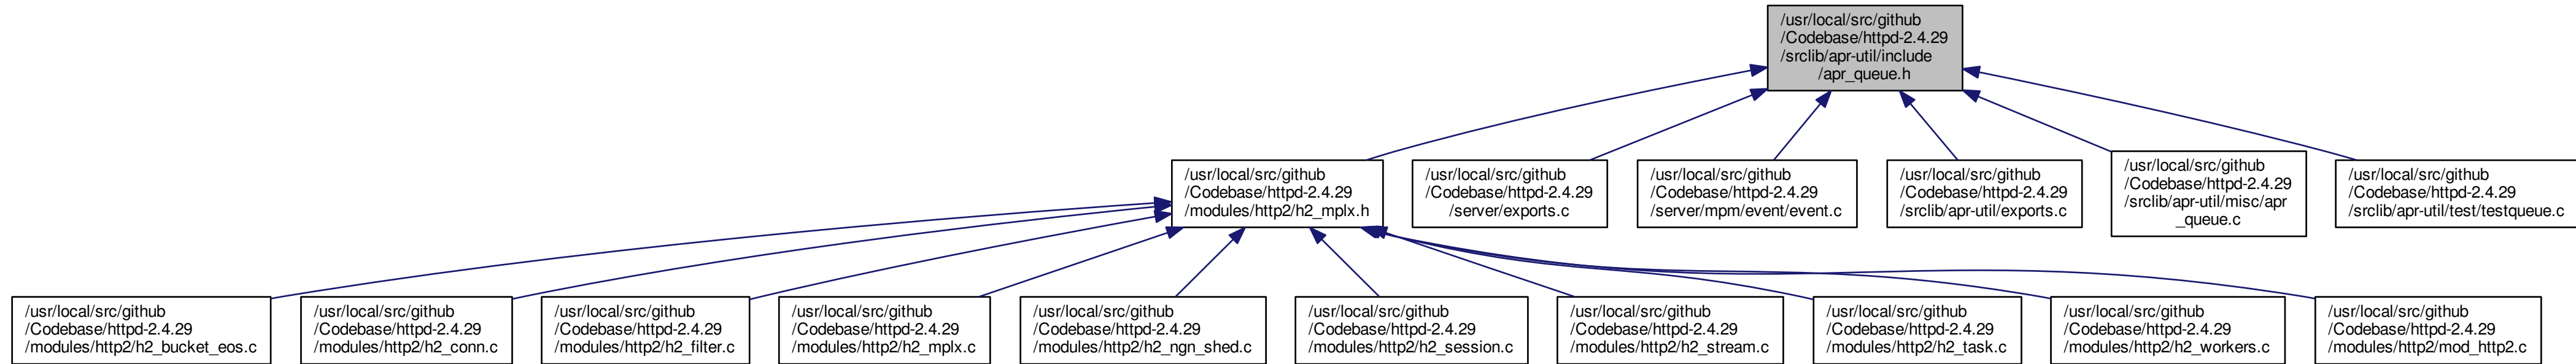 /usr/local/src/github
/Codebase/httpd-2.4.29
/srclib/apr-util/include
/apr_queue.h
/usr/local/src/github
/Codebase/httpd-2.4.29
/modules/http2/h2_mplx.h
/usr/local/src/github
/Codebase/httpd-2.4.29
/server/exports.c
/usr/local/src/github
/Codebase/httpd-2.4.29
/server/mpm/event/event.c
/usr/local/src/github
/Codebase/httpd-2.4.29
/srclib/apr-util/exports.c
/usr/local/src/github
/Codebase/httpd-2.4.29
/srclib/apr-util/misc/apr
_queue.c
/usr/local/src/github
/Codebase/httpd-2.4.29
/srclib/apr-util/test/testqueue.c
/usr/local/src/github
/Codebase/httpd-2.4.29
/modules/http2/h2_bucket_eos.c
/usr/local/src/github
/Codebase/httpd-2.4.29
/modules/http2/h2_conn.c
/usr/local/src/github
/Codebase/httpd-2.4.29
/modules/http2/h2_filter.c
/usr/local/src/github
/Codebase/httpd-2.4.29
/modules/http2/h2_mplx.c
/usr/local/src/github
/Codebase/httpd-2.4.29
/modules/http2/h2_ngn_shed.c
/usr/local/src/github
/Codebase/httpd-2.4.29
/modules/http2/h2_session.c
/usr/local/src/github
/Codebase/httpd-2.4.29
/modules/http2/h2_stream.c
/usr/local/src/github
/Codebase/httpd-2.4.29
/modules/http2/h2_task.c
/usr/local/src/github
/Codebase/httpd-2.4.29
/modules/http2/h2_workers.c
/usr/local/src/github
/Codebase/httpd-2.4.29
/modules/http2/mod_http2.c